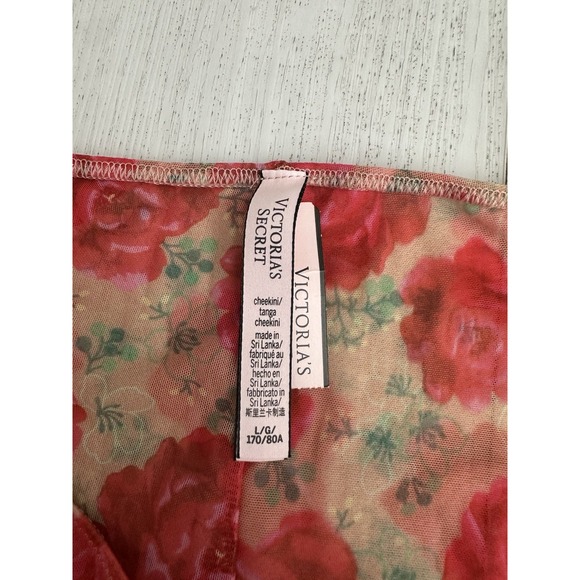 VICTORIA'S
SECRET
cheekini/
tanga
cheekini
made in
Sri Lanka/
fabriqué au
Sri Lanka/
hecho en
Sri Lanka/
fabbricato in
Sri Lanka/
斯里兰卡制造
L/G/
170/80A
VICTORIA'S